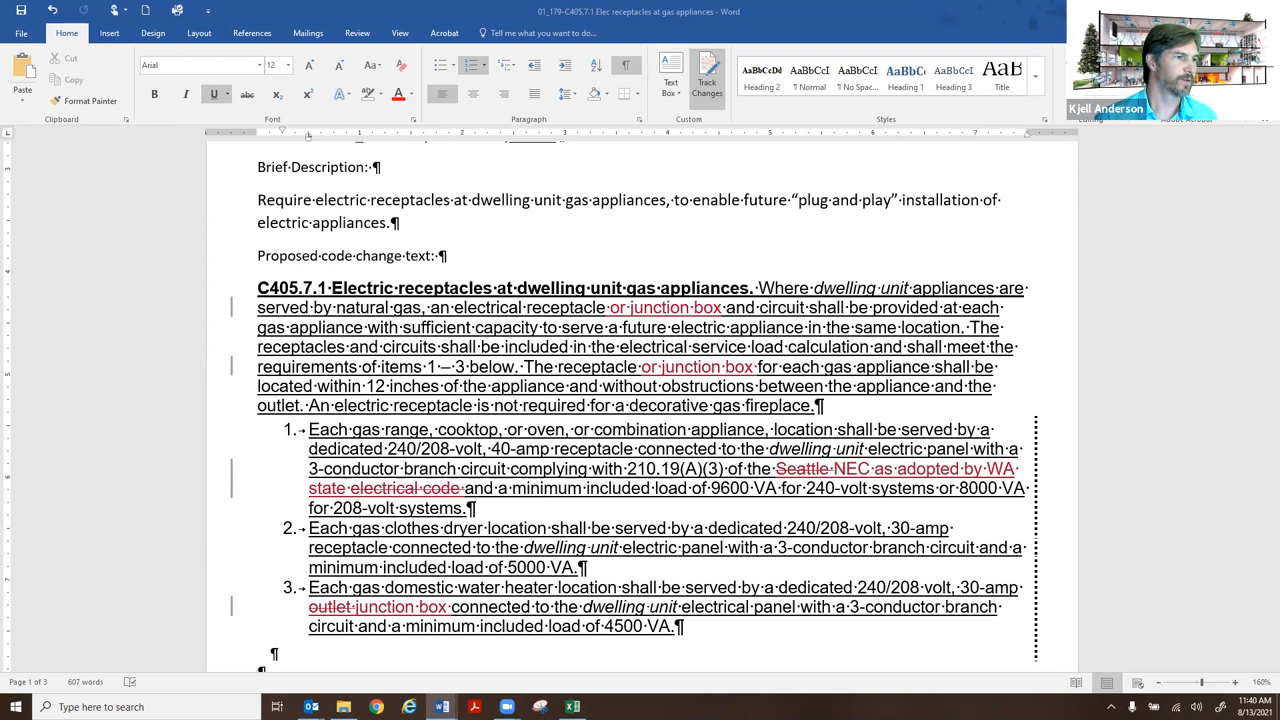 01_179-C405.7.1 Elec receptacles at gas appliances - Word
File Home Insert Draw Design Layout References Mailings Review View Acrobat Tell me what you want to do...
Cut
Copy
Paste
Format Painter
Arial 12
Text Box
Track Changes
AaBbCcDd AaBbCcI AaBbCcI AaBbC AaBbCcI AaB
Heading 2 ¶ Normal ¶ No Spac... Heading 1 Heading 3 Title
Clipboard Font Paragraph Custom Styles Editing
Kjell Anderson
Brief·Description:·¶
Require·electric·receptacles·at·dwelling·unit·gas·appliances,·to·enable·future·“plug·and·play”·installation·of·
electric·appliances.¶
Proposed·code·change·text:·¶
C405.7.1·Electric·receptacles·at·dwelling·unit·gas·appliances.·Where·dwelling·unit·appliances·are·
served·by·natural·gas,·an·electrical·receptacle·or·junction·box·and·circuit·shall·be·provided·at·each·
gas·appliance·with·sufficient·capacity·to·serve·a·future·electric·appliance·in·the·same·location.·The·
receptacles·and·circuits·shall·be·included·in·the·electrical·service·load·calculation·and·shall·meet·the·
requirements·of·items·1·–·3·below.·The·receptacle·or·junction·box·for·each·gas·appliance·shall·be·
located·within·12·inches·of·the·appliance·and·without·obstructions·between·the·appliance·and·the·
outlet.·An·electric·receptacle·is·not·required·for·a·decorative·gas·fireplace.¶
1.→Each·gas·range,·cooktop,·or·oven,·or·combination·appliance,·location·shall·be·served·by·a·
dedicated·240/208-volt,·40-amp·receptacle·connected·to·the·dwelling·unit·electric·panel·with·a·
3-conductor·branch·circuit·complying·with·210.19(A)(3)·of·the·Seattle·NEC·as·adopted·by·WA·
state·electrical·code·and·a·minimum·included·load·of·9600·VA·for·240-volt·systems·or·8000·VA·
for·208-volt·systems.¶
2.→Each·gas·clothes·dryer·location·shall·be·served·by·a·dedicated·240/208-volt,·30-amp·
receptacle·connected·to·the·dwelling·unit·electric·panel·with·a·3-conductor·branch·circuit·and·a·
minimum·included·load·of·5000·VA.¶
3.→Each·gas·domestic·water·heater·location·shall·be·served·by·a·dedicated·240/208·volt,·30-amp·
outlet·junction·box·connected·to·the·dwelling·unit·electrical·panel·with·a·3-conductor·branch·
circuit·and·a·minimum·included·load·of·4500·VA.¶
¶
Page 1 of 3 607 words 160%
Type here to search
11:40 AM
8/13/2021